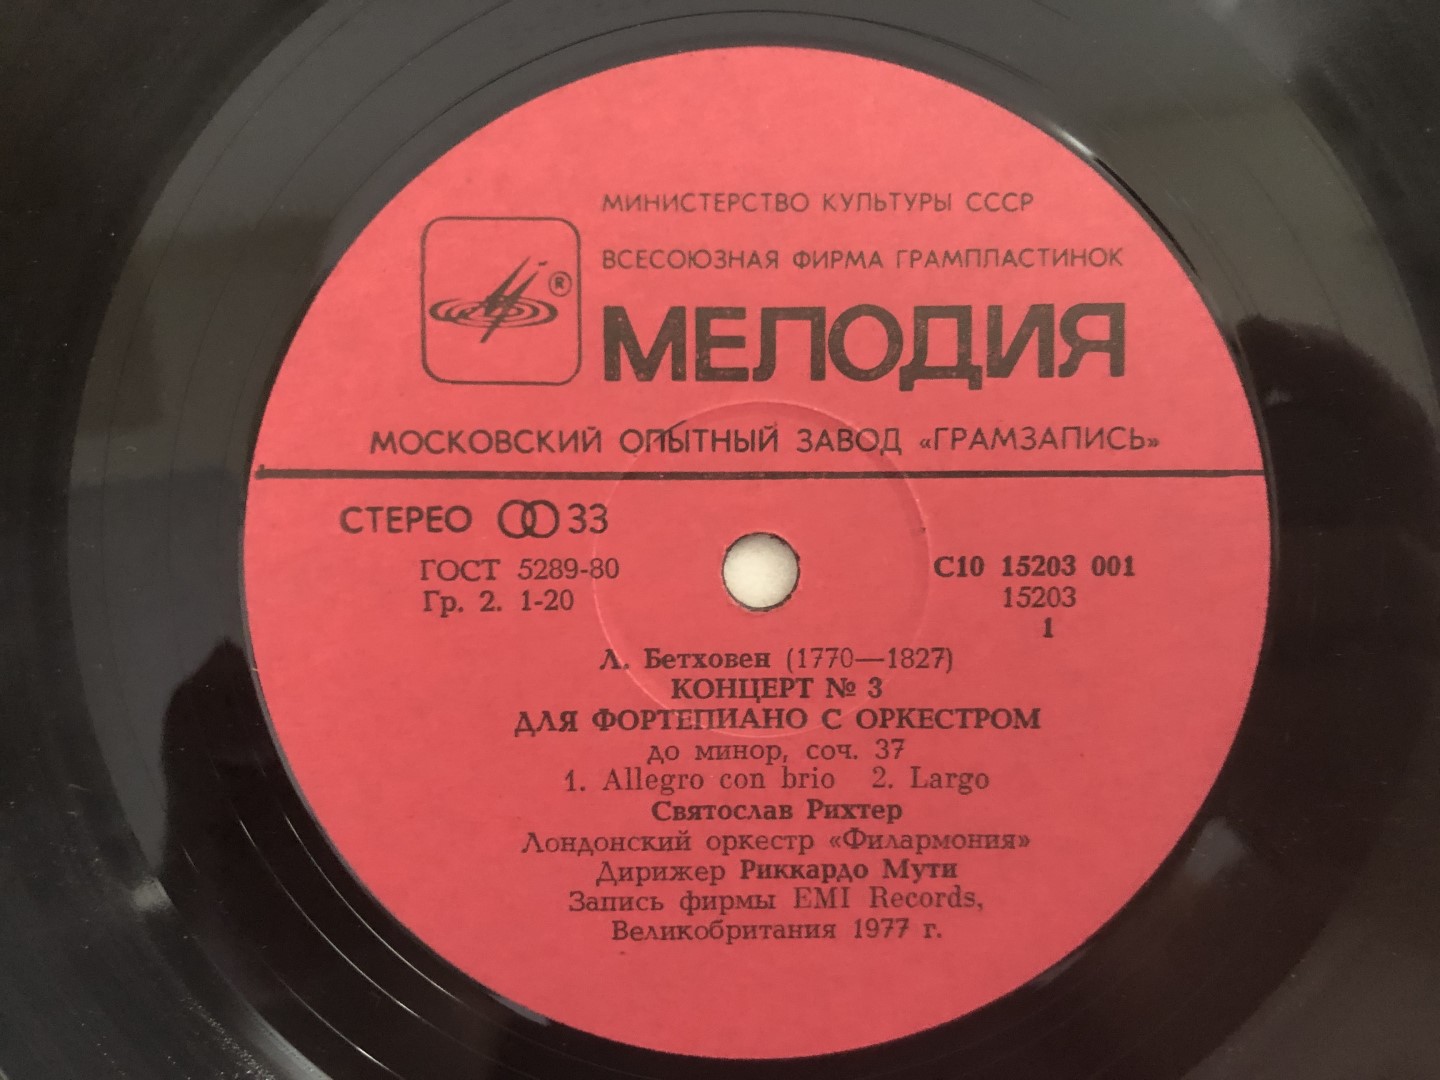 МИНИСТЕРСТВО КУЛЬТУРЫ СССР
ВСЕСОЮЗНАЯ ФИРМА ГРАМПЛАСТИНОК
®
МЕЛОДИЯ
МОСКОВСКИЙ ОПЫТНЫЙ ЗАВОД «ГРАМЗАПИСЬ»
СТЕРЕО 33
ГОСТ 5289-80
Гр. 2. 1-20
С10 15203 001
15203
1
Л. Бетховен (1770—1827)
КОНЦЕРТ № 3
ДЛЯ ФОРТЕПИАНО С ОРКЕСТРОМ
до минор, соч. 37
1. Allegro con brio 2. Largo
Святослав Рихтер
Лондонский оркестр «Филармония»
Дирижер Риккардо Мути
Запись фирмы EMI Records,
Великобритания 1977 г.